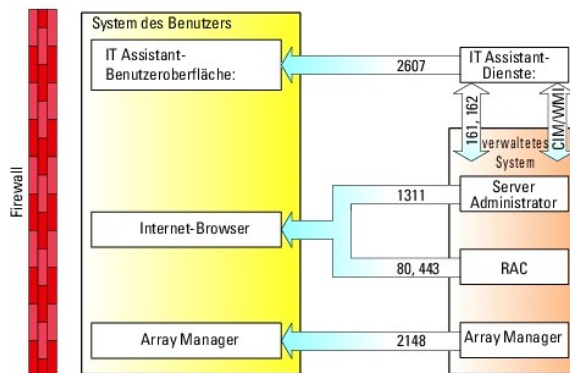 Firewall
System des Benutzers
IT Assistant-
Benutzeroberfläche:
2607
IT Assistant-
Dienste:
161, 162
CIM/WMI
verwaltetes
System
1311
Server
Administrator
Internet-Browser
80, 443
RAC
Array Manager
2148
Array Manager